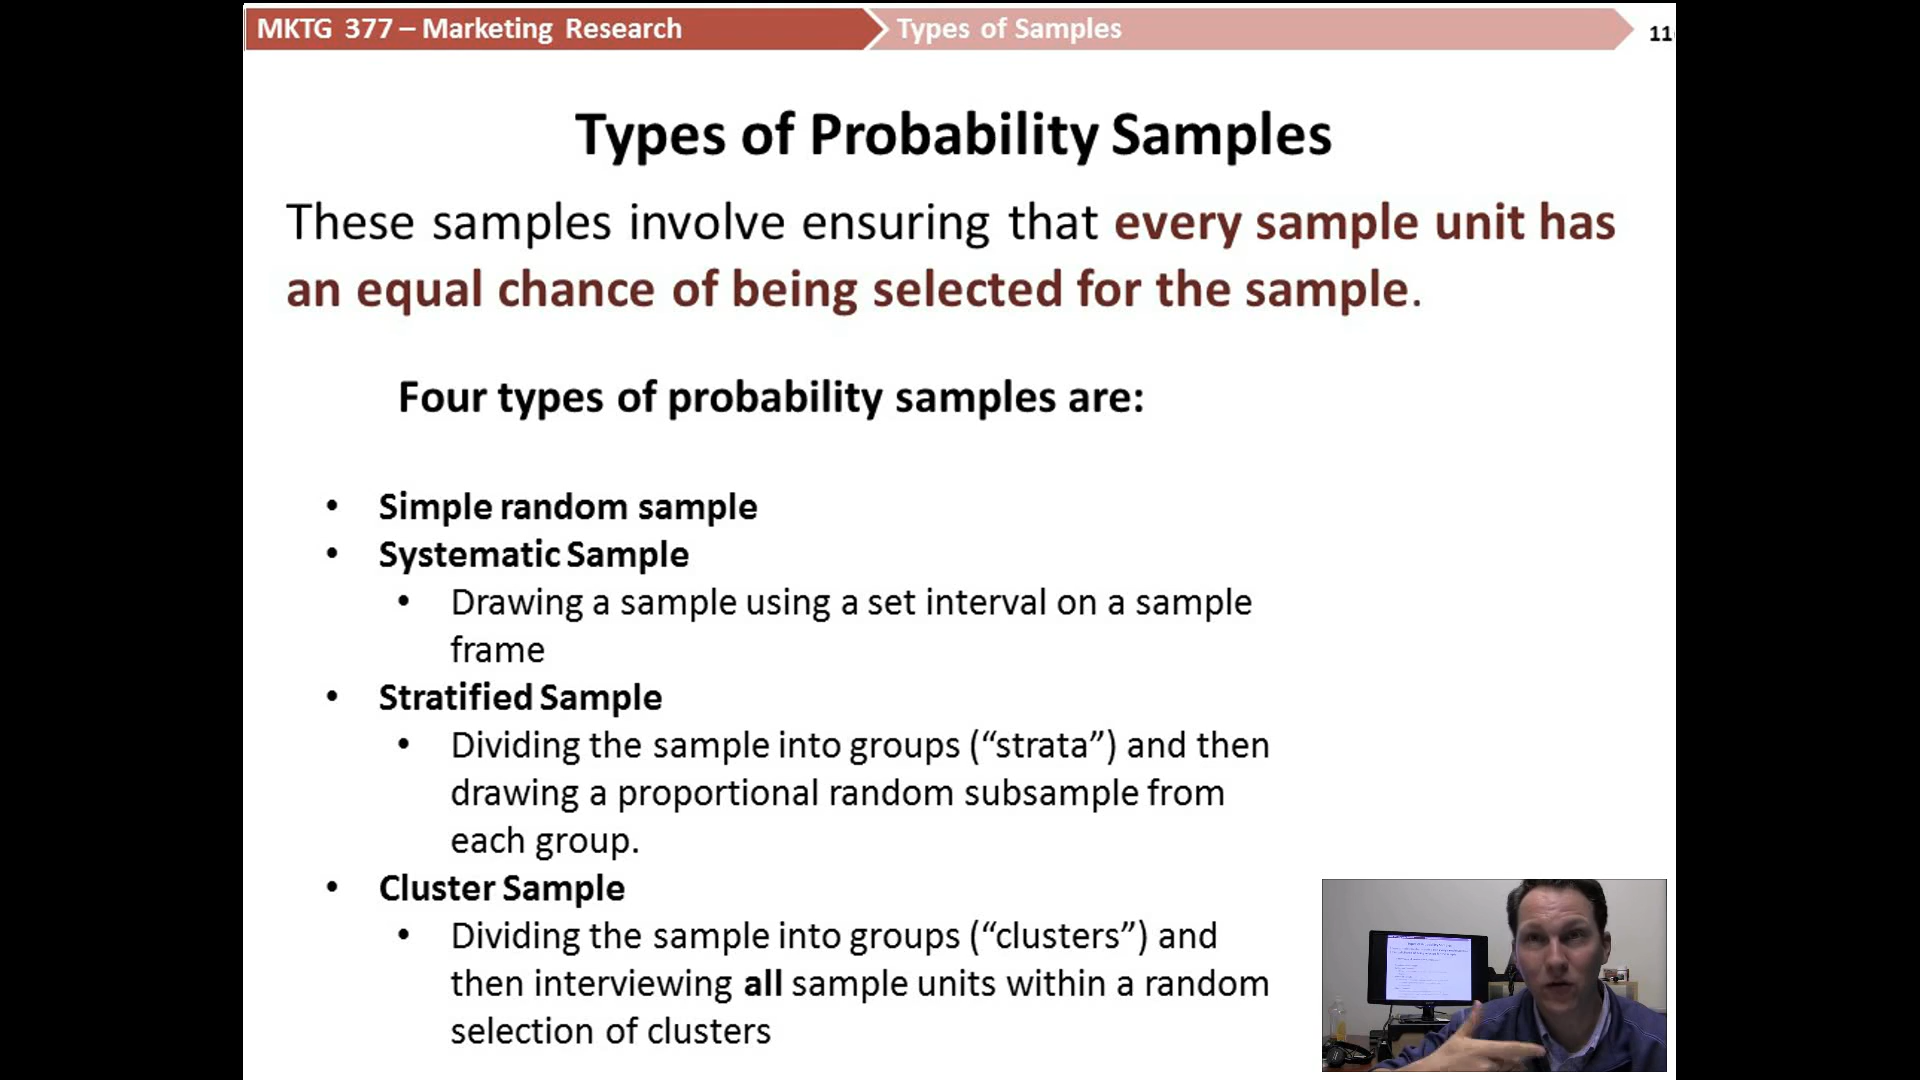 MKTG 377 – Marketing Research
Types of Samples
11
Types of Probability Samples
These samples involve ensuring that every sample unit has
an equal chance of being selected for the sample.
Four types of probability samples are:
• Simple random sample
• Systematic Sample
• Drawing a sample using a set interval on a sample
frame
• Stratified Sample
• Dividing the sample into groups (“strata”) and then
drawing a proportional random subsample from
each group.
• Cluster Sample
• Dividing the sample into groups (“clusters”) and
then interviewing all sample units within a random
selection of clusters